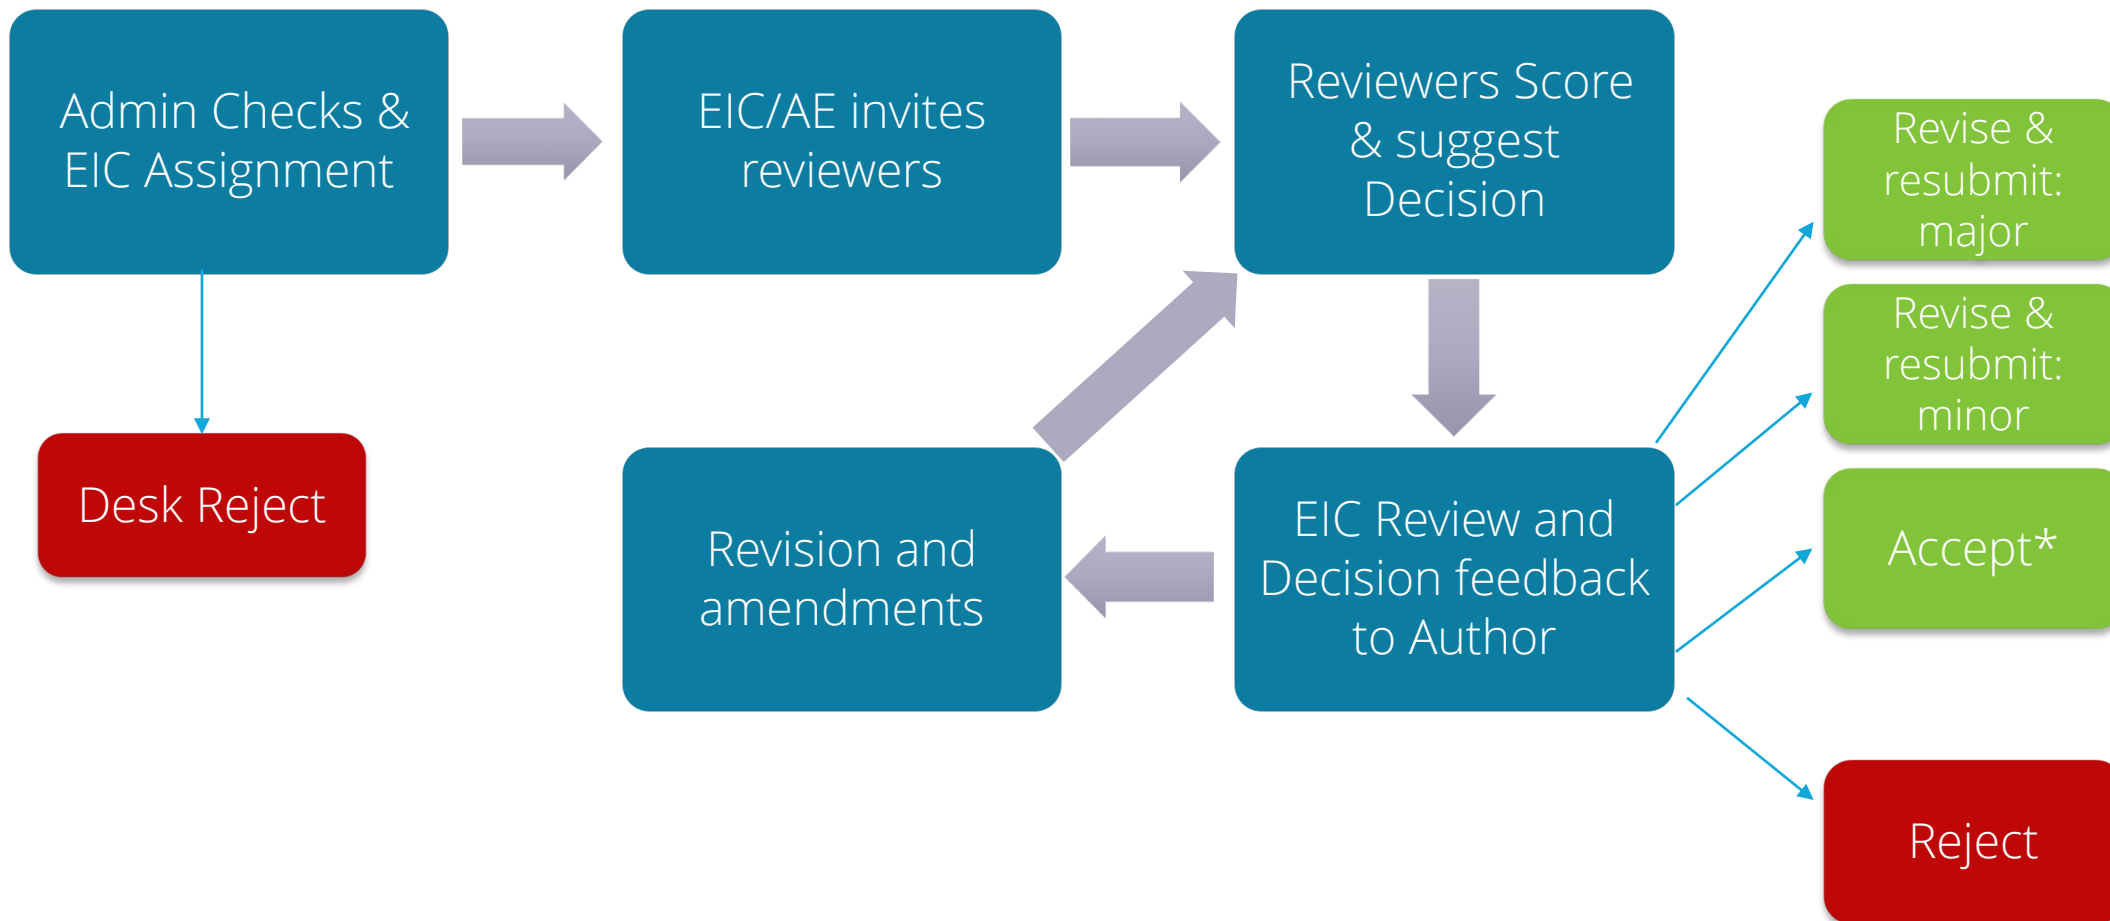 Admin Checks &
EIC Assignment
EIC/AE invites
reviewers
Reviewers Score
& suggest
Decision
Revise &
resubmit:
major
Revise &
resubmit:
minor
Accept*
Reject
Desk Reject
Revision and
amendments
EIC Review and
Decision feedback
to Author